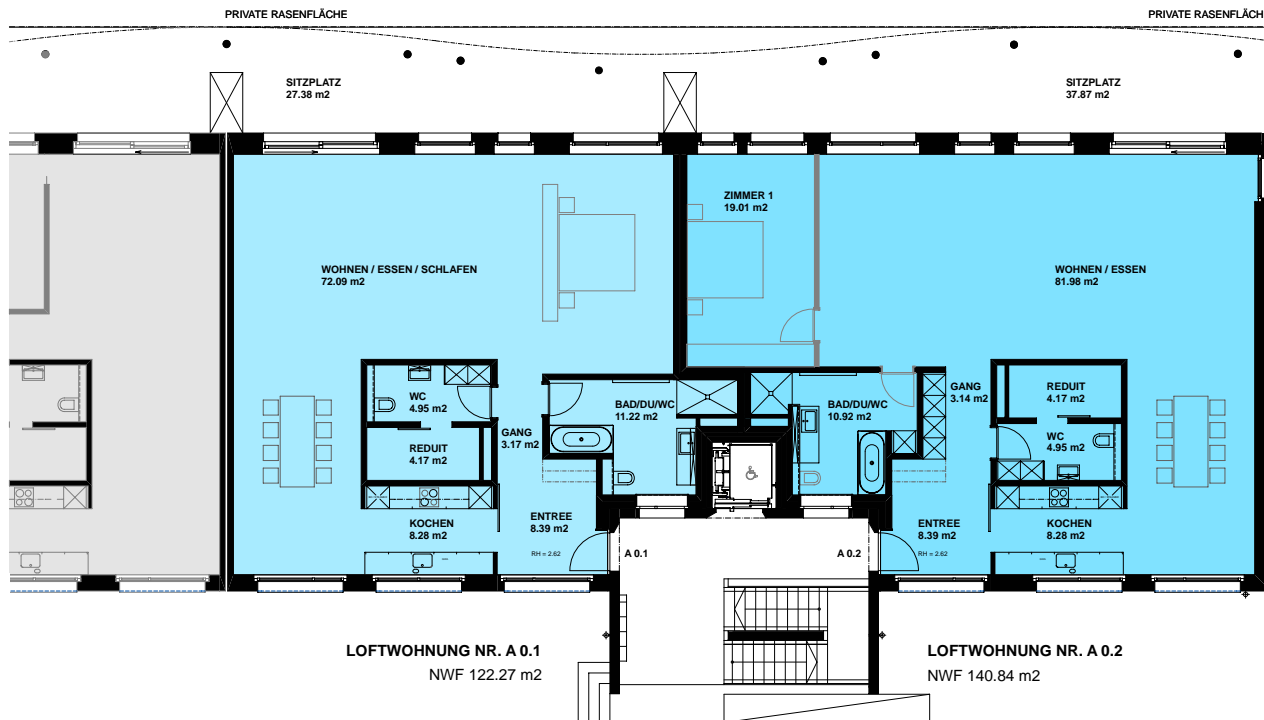 PRIVATE RASENFLÄCHE
PRIVATE RASENFLÄCH
SITZPLATZ
27.38 m2
SITZPLATZ
37.87 m2
ZIMMER 1
19.01 m2
WOHNEN / ESSEN / SCHLAFEN
72.09 m2
WOHNEN / ESSEN
81.98 m2
WC
4.95 m2
BAD/DU/WC
11.22 m2
BAD/DU/WC
10.92 m2
GANG
3.14 m2
REDUIT
4.17 m2
GANG
3.17 m2
REDUIT
4.17 m2
WC
4.95 m2
KOCHEN
8.28 m2
ENTREE
8.39 m2
RH = 2.62
A 0.1
A 0.2
ENTREE
8.39 m2
RH = 2.62
KOCHEN
8.28 m2
LOFTWOHNUNG NR. A 0.1
NWF 122.27 m2
LOFTWOHNUNG NR. A 0.2
NWF 140.84 m2